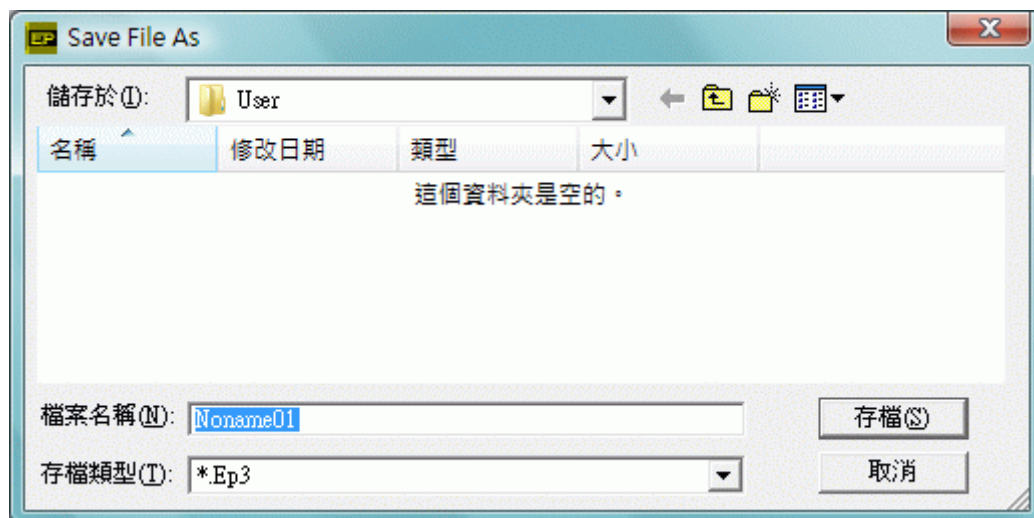 EP Save File As
儲存於(I): User
名稱 修改日期 類型 大小
這個資料夾是空的。
檔案名稱(N): Noname01 存檔(S)
存檔類型(T): *.Ep3 取消